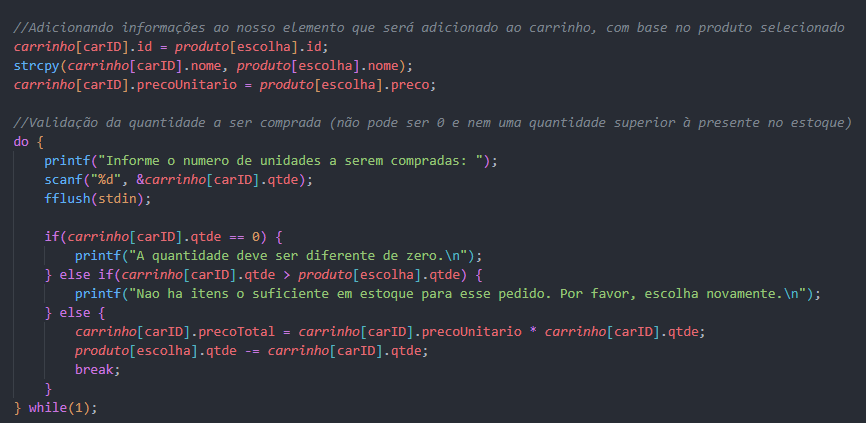 //Adicionando informações ao nosso elemento que será adicionado ao carrinho, com base no produto selecionado
carrinho[carID].id = produto[escolha].id;
strcpy(carrinho[carID].nome, produto[escolha].nome);
carrinho[carID].precoUnitario = produto[escolha].preco;

//Validação da quantidade a ser comprada (não pode ser 0 e nem uma quantidade superior à presente no estoque)
do {
    printf("Informe o numero de unidades a serem compradas: ");
    scanf("%d", &carrinho[carID].qtde);
    fflush(stdin);

    if(carrinho[carID].qtde == 0) {
        printf("A quantidade deve ser diferente de zero.\n");
    } else if(carrinho[carID].qtde > produto[escolha].qtde) {
        printf("Nao ha itens o suficiente em estoque para esse pedido. Por favor, escolha novamente.\n");
    } else {
        carrinho[carID].precoTotal = carrinho[carID].precoUnitario * carrinho[carID].qtde;
        produto[escolha].qtde -= carrinho[carID].qtde;
        break;
    }
} while(1);